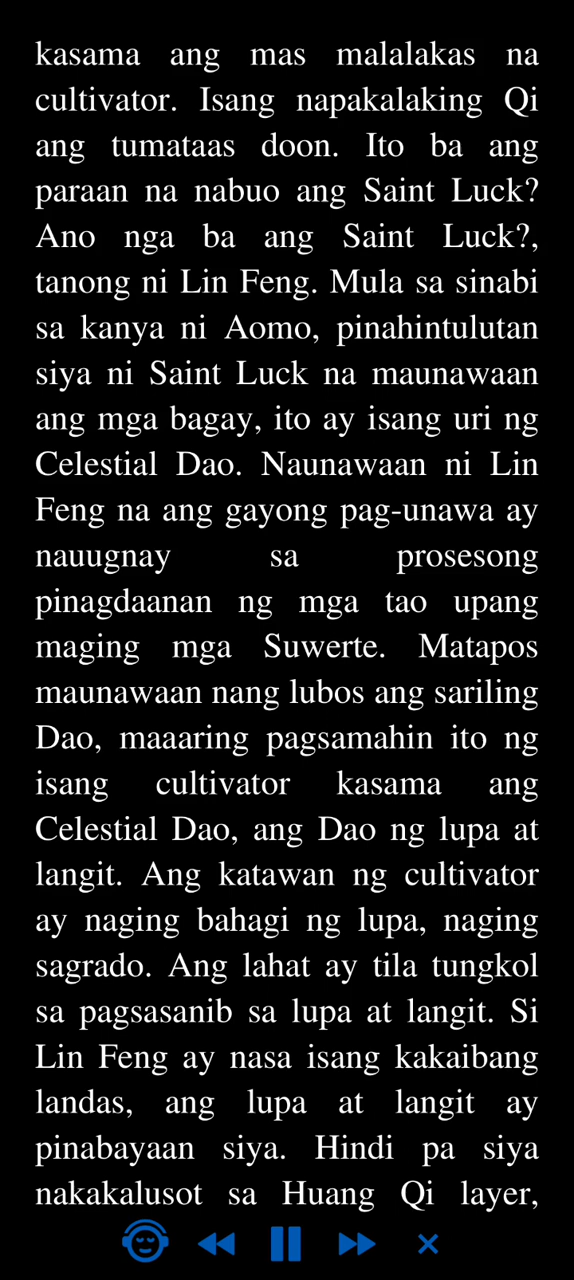 kasama ang mas malalakas na
cultivator. Isang napakalaking Qi
ang tumataas doon. Ito ba ang
paraan na nabuo ang Saint Luck?
Ano nga ba ang Saint Luck?,
tanong ni Lin Feng. Mula sa sinabi
sa kanya ni Aomo, pinahintulutan
siya ni Saint Luck na maunawaan
ang mga bagay, ito ay isang uri ng
Celestial Dao. Naunawaan ni Lin
Feng na ang gayong pag-unawa ay
nauugnay sa prosesong
pinagdaanan ng mga tao upang
maging mga Suwerte. Matapos
maunawaan nang lubos ang sariling
Dao, maaaring pagsamahin ito ng
isang cultivator kasama ang
Celestial Dao, ang Dao ng lupa at
langit. Ang katawan ng cultivator
ay naging bahagi ng lupa, naging
sagrado. Ang lahat ay tila tungkol
sa pagsasanib sa lupa at langit. Si
Lin Feng ay nasa isang kakaibang
landas, ang lupa at langit ay
pinabayaan siya. Hindi pa siya
nakakalusot sa Huang Qi layer,